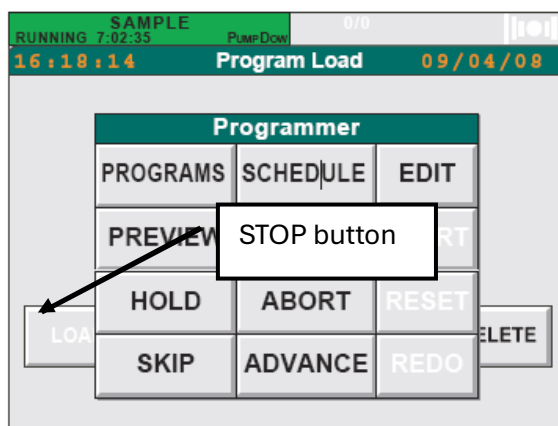 SAMPLE
RUNNING 7:02:35 PUMPDOW 0/0
16:18:14 Program Load 09/04/08
Programmer
PROGRAMS SCHEDULE EDIT
PREVIEW STOP button
HOLD ABORT RESET
LOA ELETE
SKIP ADVANCE REDO